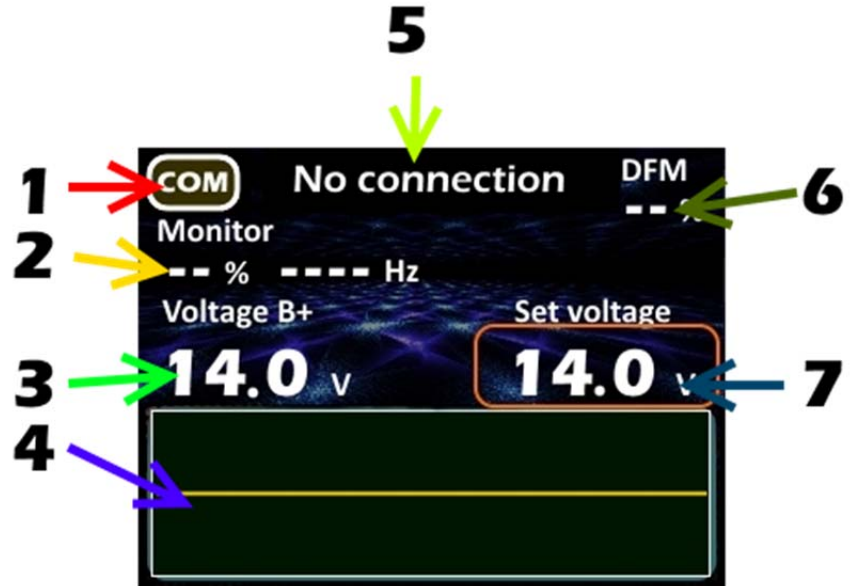 5
1 COM No connection DFM
-- % 6
Monitor
2 -- % ---- Hz
Voltage B+ Set voltage
3 14.0 V 14.0 V 7
4